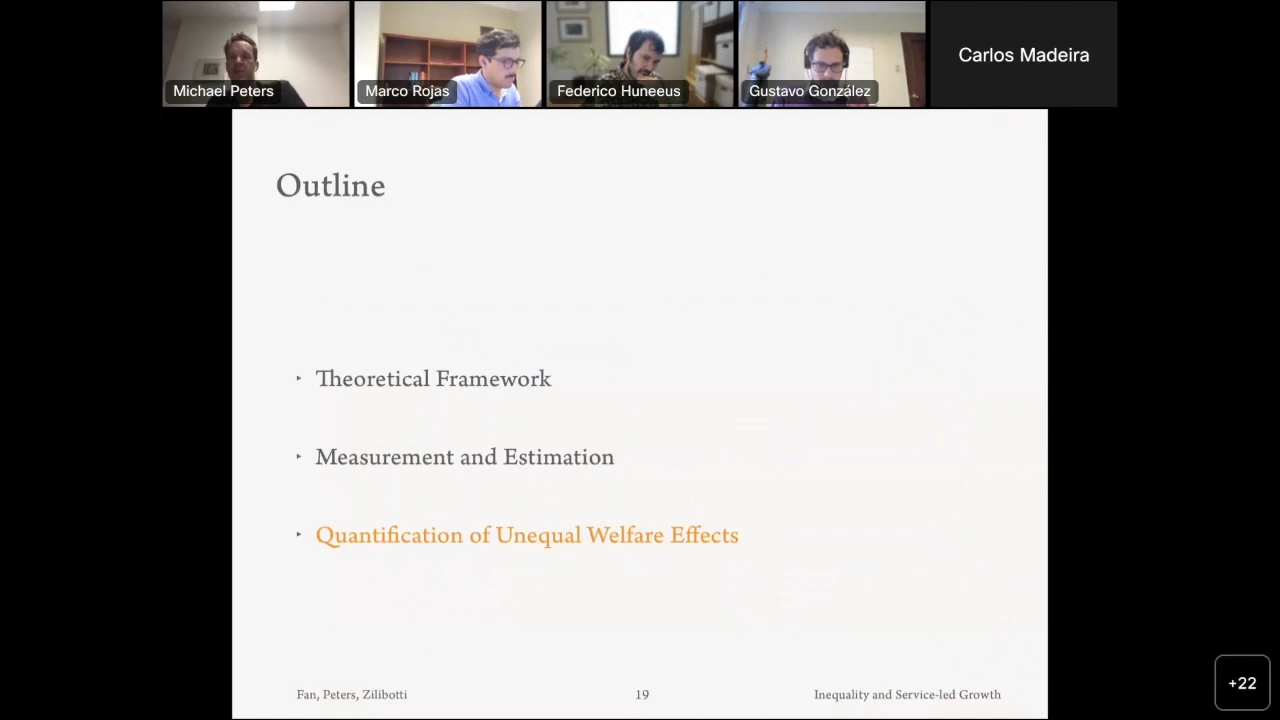 Michael Peters
Marco Rojas
Federico Huneeus
Gustavo González
Carlos Madeira
Outline
‣ Theoretical Framework
‣ Measurement and Estimation
‣ Quantification of Unequal Welfare Effects
Fan, Peters, Zilibotti
19
Inequality and Service-led Growth
+22